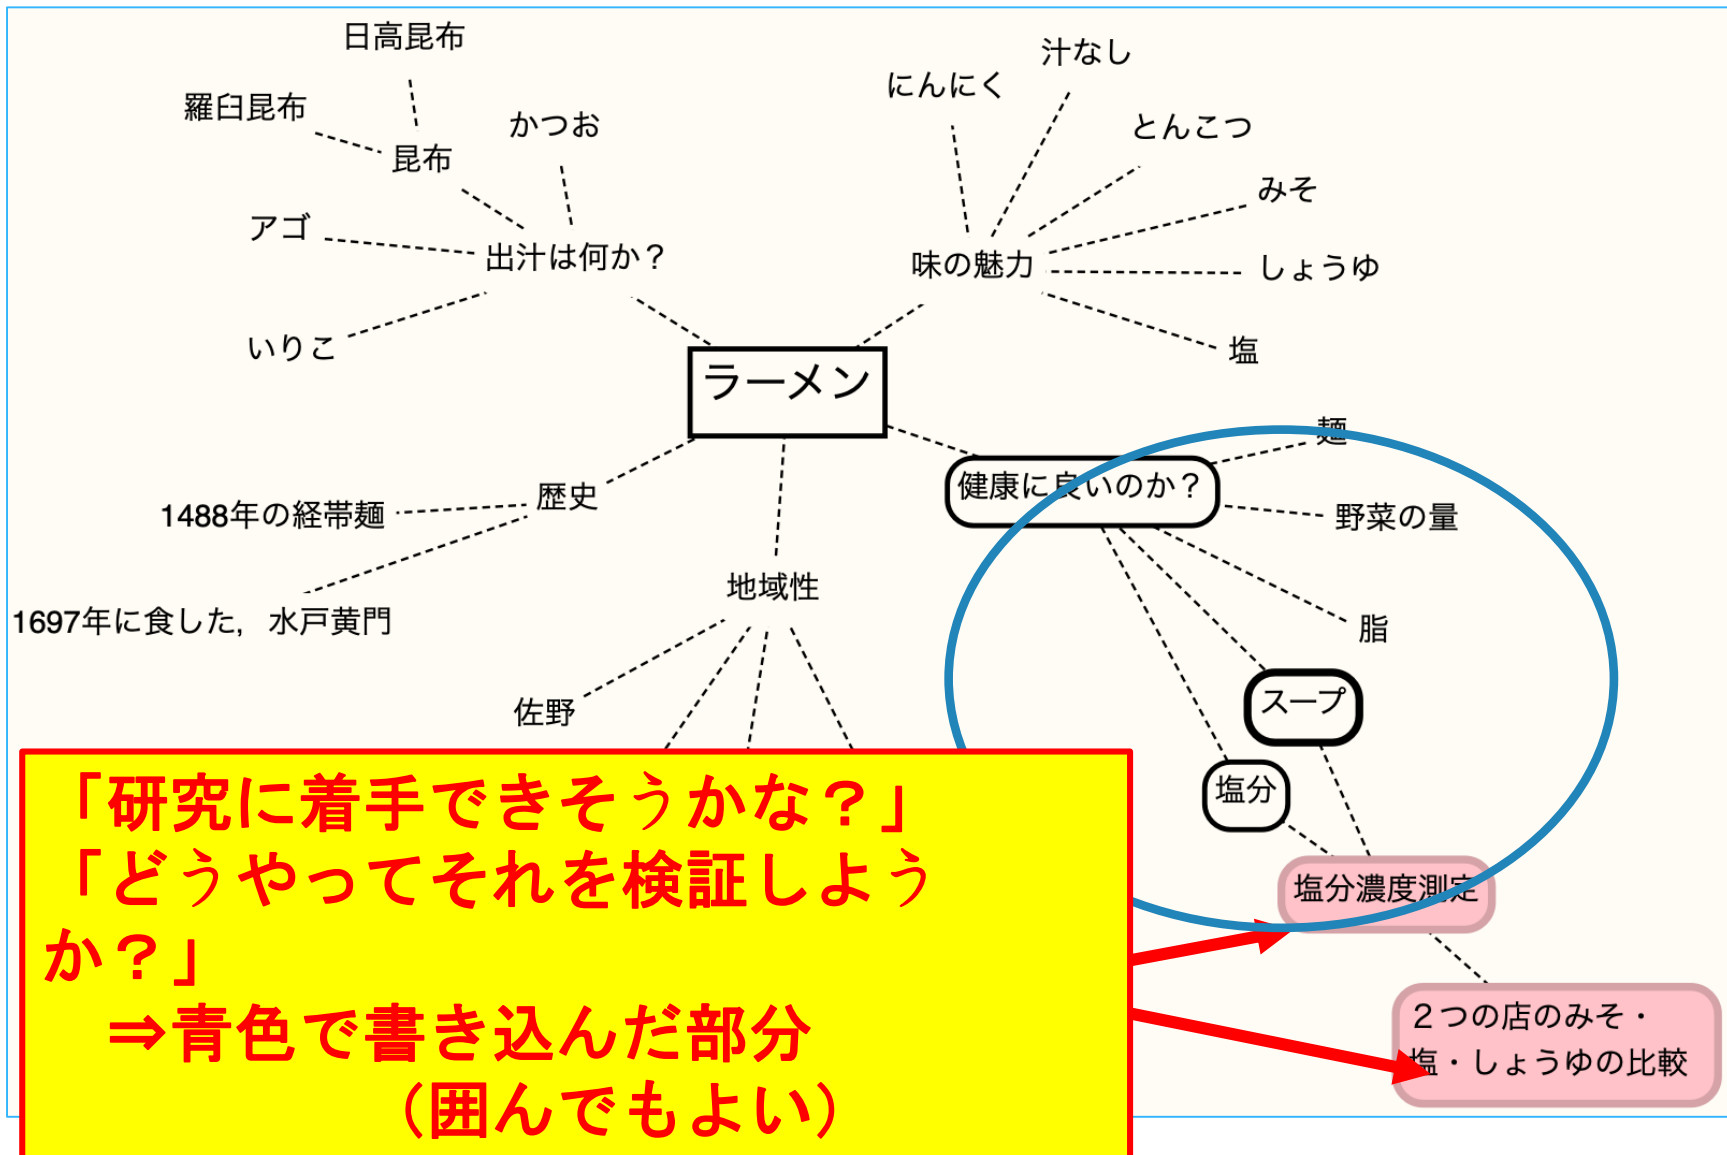 日高昆布
羅臼昆布
昆布
かつお
アゴ
出汁は何か？
いりこ
にんにく
汁なし
とんこつ
みそ
味の魅力
しょうゆ
塩
ラーメン
麺
健康に良いのか？
野菜の量
歴史
1488年の経帯麺
1697年に食した，水戸黄門
地域性
佐野
脂
スープ
塩分
塩分濃度測定
２つの店のみそ・
塩・しょうゆの比較
「研究に着手できそうかな？」
「どうやってそれを検証しよう
か？」
⇒青色で書き込んだ部分
（囲んでもよい）